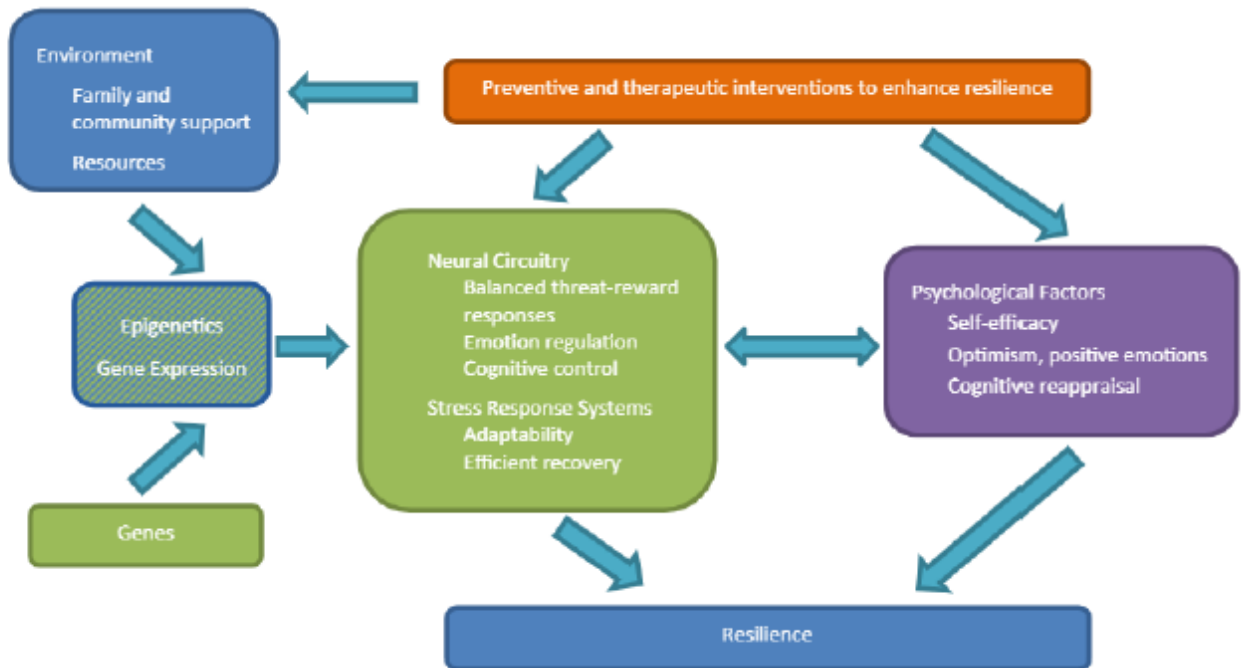 Environment
Family and
community support
Resources
Preventive and therapeutic interventions to enhance resilience
Neural Circuitry
Balanced threat-reward
responses
Emotion regulation
Cognitive control
Stress Response Systems
Adaptability
Efficient recovery
Psychological Factors
Self-efficacy
Optimism, positive emotions
Cognitive reappraisal
Epigenetics
Gene Expression
Genes
Resilience